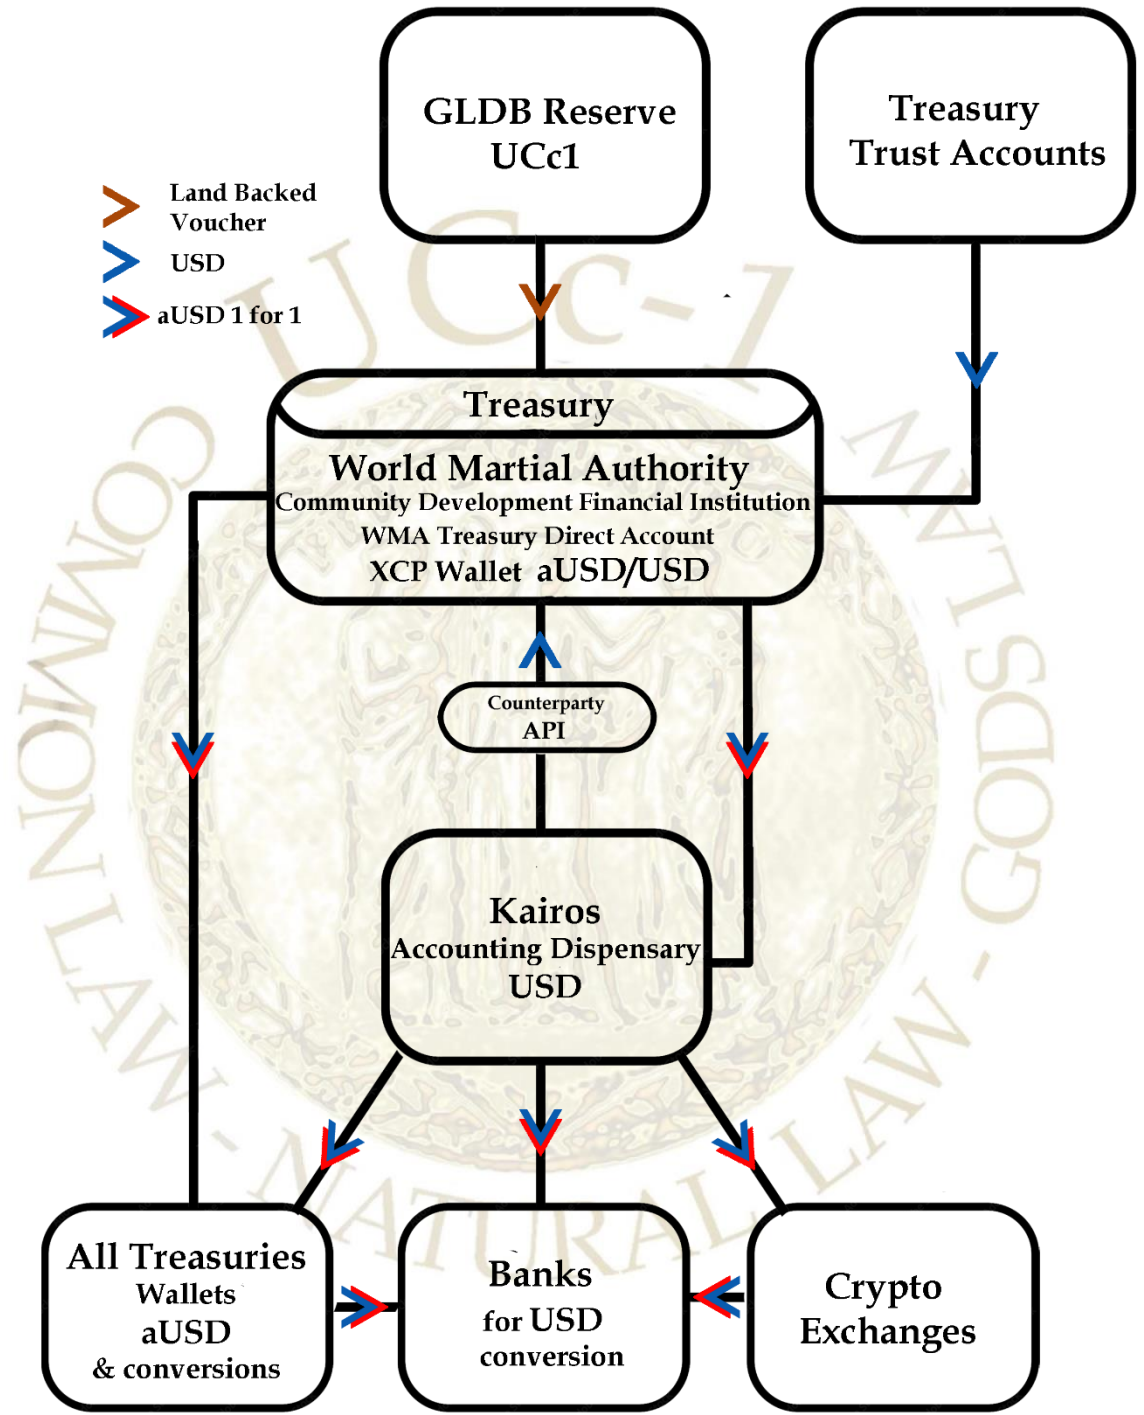 GLDB Reserve
UCc1
Treasury
Trust Accounts
Land Backed
Voucher
USD
aUSD 1 for 1
UCc-1
Treasury
World Martial Authority
Community Development Financial Institution
WMA Treasury Direct Account
XCP Wallet aUSD/USD
Counterparty
API
Kairos
Accounting Dispensary
USD
All Treasuries
Wallets
aUSD
& conversions
Banks
for USD
conversion
Crypto
Exchanges
COMMON LAW - NATURAL LAW - GODS LAW